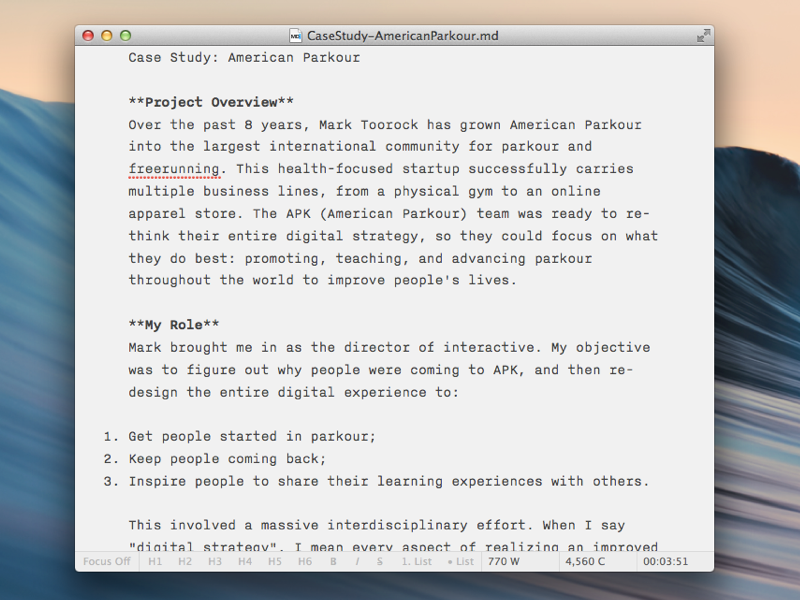 CaseStudy-AmericanParkour.md
Case Study: American Parkour
**Project Overview**
Over the past 8 years, Mark Toorock has grown American Parkour
into the largest international community for parkour and
freerunning. This health-focused startup successfully carries
multiple business lines, from a physical gym to an online
apparel store. The APK (American Parkour) team was ready to re-
think their entire digital strategy, so they could focus on what
they do best: promoting, teaching, and advancing parkour
throughout the world to improve people's lives.
**My Role**
Mark brought me in as the director of interactive. My objective
was to figure out why people were coming to APK, and then re-
design the entire digital experience to:
1. Get people started in parkour;
2. Keep people coming back;
3. Inspire people to share their learning experiences with others.
This involved a massive interdisciplinary effort. When I say
"digital strategy", I mean every aspect of realizing an improved
Focus Off H1 H2 H3 H4 H5 H6 B I S 1. List • List 770 W 4,560 C 00:03:51